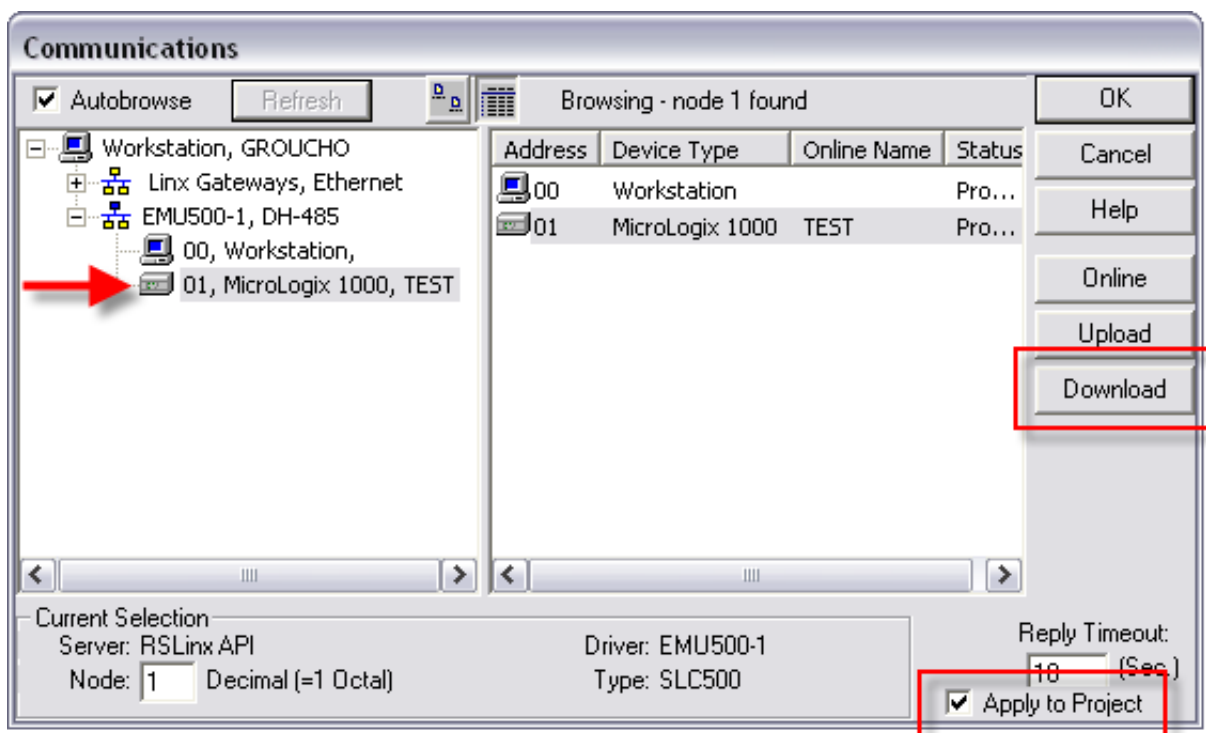 Communications
Autobrowse Refresh Browsing - node 1 found OK
Workstation, GROUCHO
Linx Gateways, Ethernet
EMU500-1, DH-485
00, Workstation,
01, MicroLogix 1000, TEST
Address Device Type Online Name Status
00 Workstation Pro...
01 MicroLogix 1000 TEST Pro...
Cancel
Help
Online
Upload
Download
Current Selection
Server: RSLinx API Driver: EMU500-1
Node: 1 Decimal (=1 Octal) Type: SLC500
Reply Timeout:
10 (Sec.)
Apply to Project